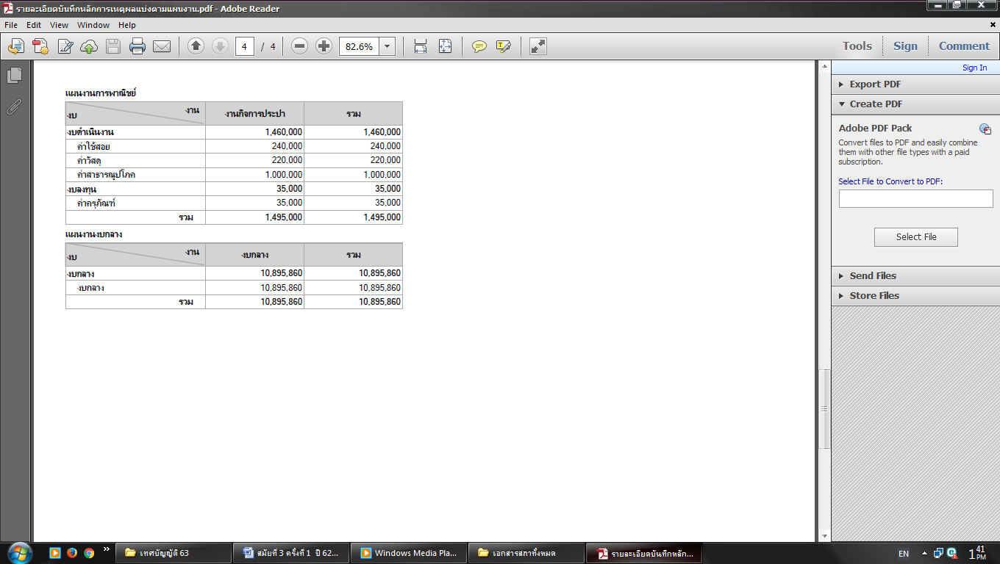 รายละเอียดบันทึกหลักการเหตุผลแบ่งตามแผนงาน.pdf - Adobe Reader
File Edit View Window Help
4 / 4 82.6% Tools Sign Comment
Sign In
Export PDF
Create PDF
Adobe PDF Pack
Convert files to PDF and easily combine
them with other file types with a paid
subscription.
Select File to Convert to PDF:
Select File
Send Files
Store Files
แผนงานการพาณิชย์
งาน
งบ งานกิจการประปา รวม
งบดำเนินงาน 1,460,000 1,460,000
ค่าใช้สอย 240,000 240,000
ค่าวัสดุ 220,000 220,000
ค่าสาธารณูปโภค 1,000,000 1,000,000
งบลงทุน 35,000 35,000
ค่าครุภัณฑ์ 35,000 35,000
รวม 1,495,000 1,495,000
แผนงานงบกลาง
งาน
งบ งบกลาง รวม
งบกลาง 10,895,860 10,895,860
งบกลาง 10,895,860 10,895,860
รวม 10,895,860 10,895,860
เทศบัญญัติ 63 สมัยที่ 3 ครั้งที่ 1 ปี 62... Windows Media Pla... เอกสารสภาทั้งหมด รายละเอียดบันทึกหลัก... EN 1:41 PM